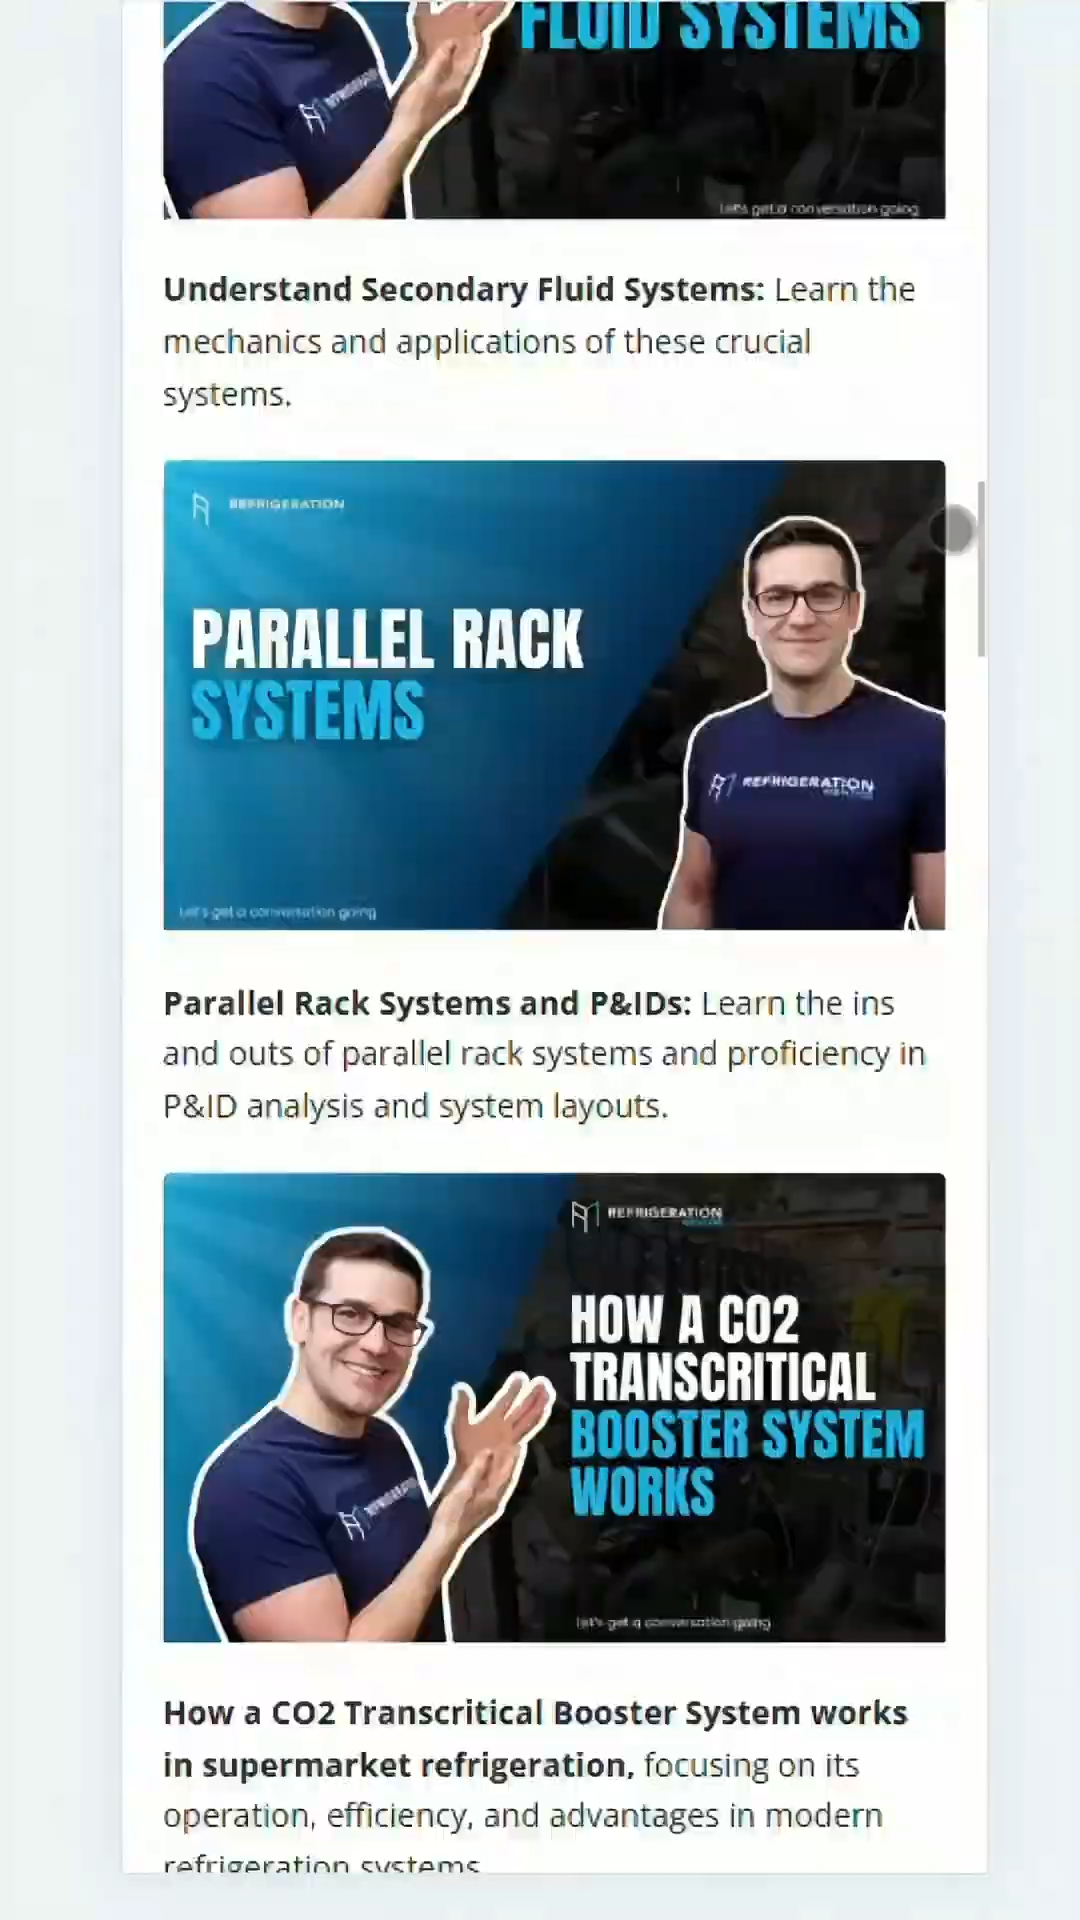 FLUID SYSTEMS
Let's get a conversation going
Understand Secondary Fluid Systems: Learn the
mechanics and applications of these crucial
systems.
REFRIGERATION
PARALLEL RACK
SYSTEMS
REFRIGERATION
Let's get a conversation going
Parallel Rack Systems and P&IDs: Learn the ins
and outs of parallel rack systems and proficiency in
P&ID analysis and system layouts.
REFRIGERATION
HOW A CO2
TRANSCRITICAL
BOOSTER SYSTEM
WORKS
Let's get a conversation going
How a CO2 Transcritical Booster System works
in supermarket refrigeration, focusing on its
operation, efficiency, and advantages in modern
refrigeration systems